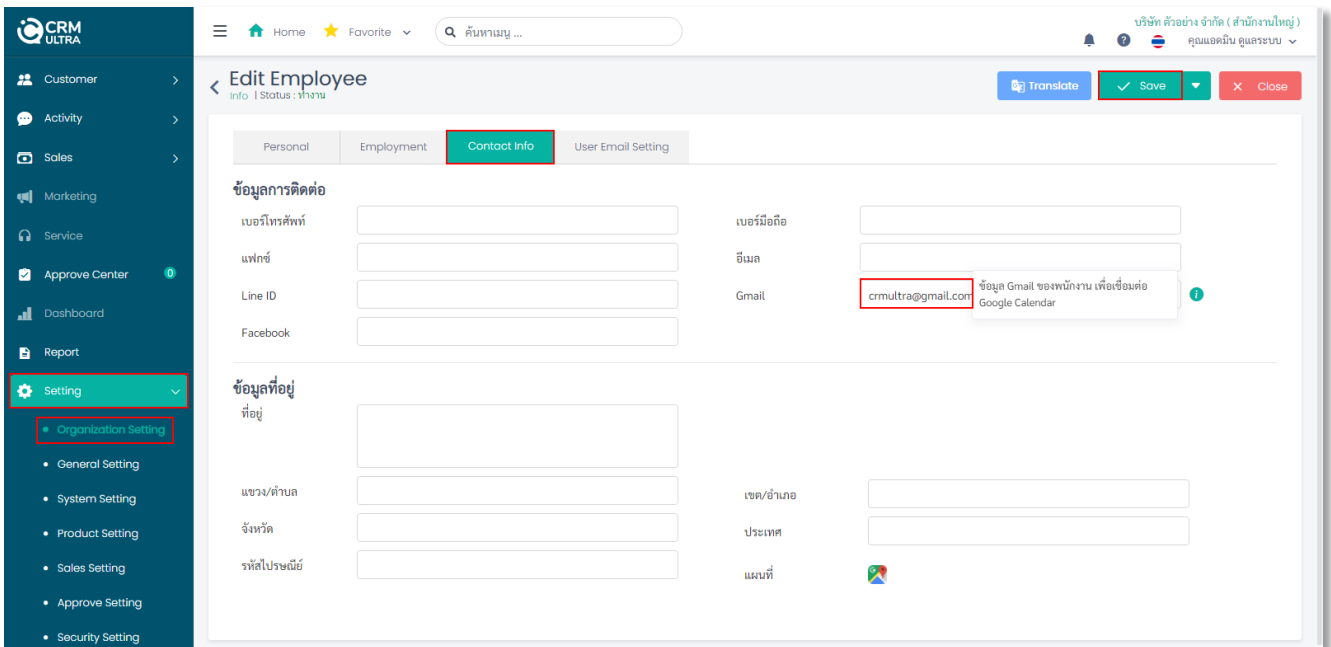 CRM
ULTRA
Home
Favorite
ค้นหาเมนู ...
บริษัท ตัวอย่าง จำกัด ( สำนักงานใหญ่ )
คุณแอดมิน ดูแลระบบ
Customer
Activity
Sales
Marketing
Service
Approve Center
0
Dashboard
Report
Setting
Organization Setting
General Setting
System Setting
Product Setting
Sales Setting
Approve Setting
Security Setting
Edit Employee
Info | Status : ทำงาน
Translate
Save
Close
Personal
Employment
Contact Info
User Email Setting
ข้อมูลการติดต่อ
เบอร์โทรศัพท์
เบอร์มือถือ
แฟกซ์
อีเมล
Line ID
Gmail
crmultra@gmail.com
ข้อมูล Gmail ของพนักงาน เพื่อเชื่อมต่อ
Google Calendar
Facebook
ข้อมูลที่อยู่
ที่อยู่
แขวง/ตำบล
เขต/อำเภอ
จังหวัด
ประเทศ
รหัสไปรษณีย์
แผนที่